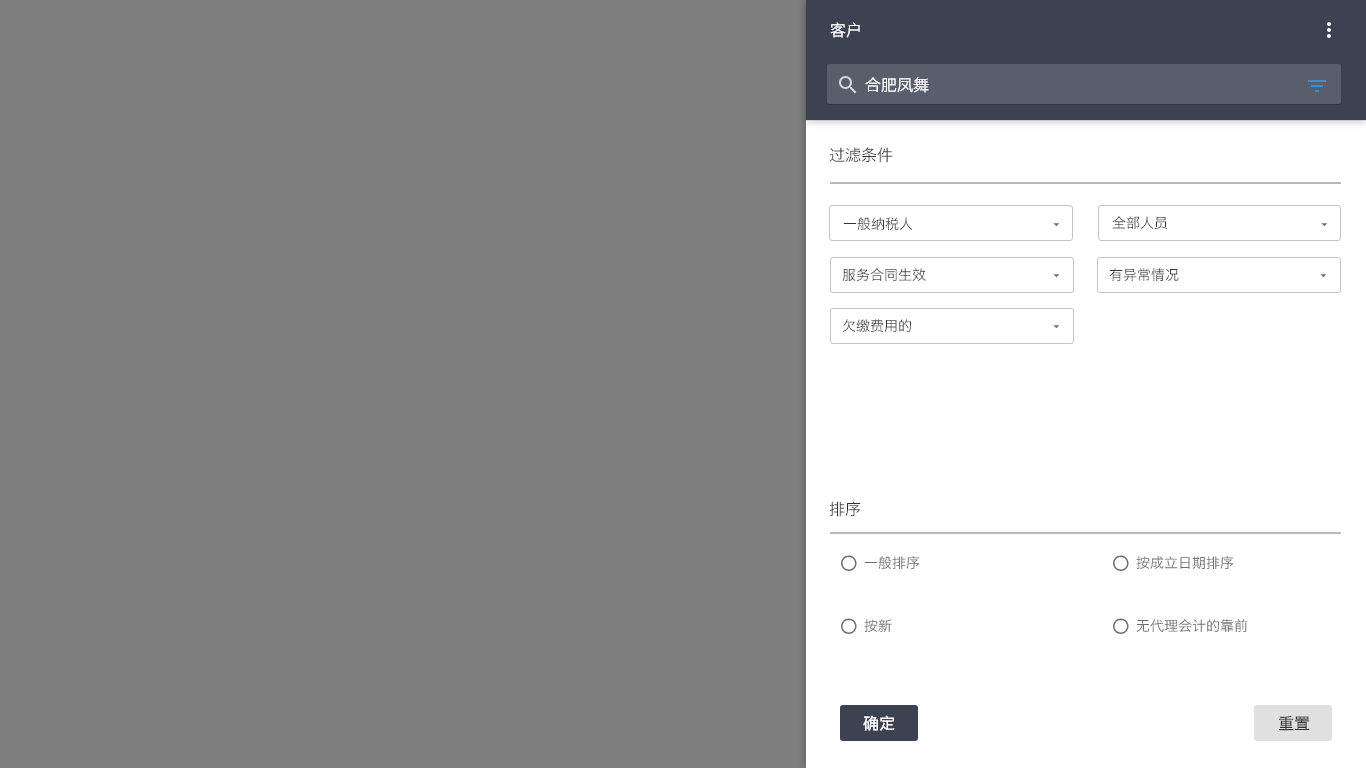 客户
合肥凤舞
过滤条件
一般纳税人
全部人员
服务合同生效
有异常情况
欠缴费用的
排序
一般排序
按成立日期排序
按新
无代理会计的靠前
确定
重置